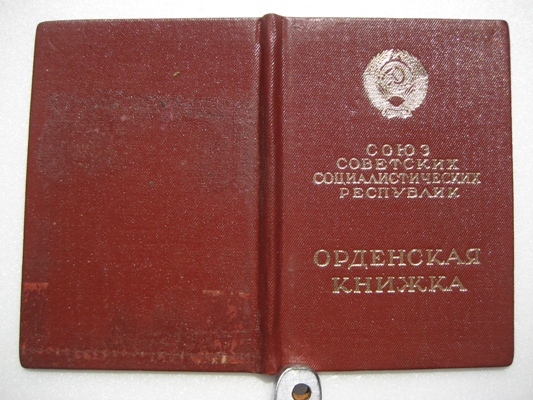 СОЮЗ
СОВЕТСКИХ
СОЦИАЛИСТИЧЕСКИХ
РЕСПУБЛИК
ОРДЕНСКАЯ
КНИЖКА